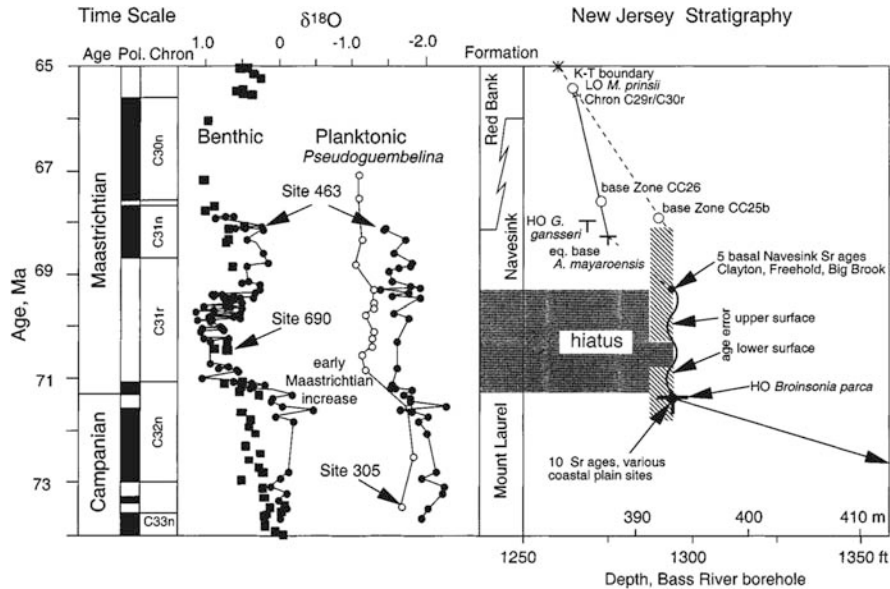 Time Scale
δ18O
New Jersey Stratigraphy
Age Pol. Chron
1.0 0 -1.0 -2.0
Formation
65
67
69
71
73
Age, Ma
Maastrichtian
Campanian
C30n
C31n
C31r
C32n
C33n
Benthic
Planktonic
Pseudoguembelina
Site 463
Site 690
early
Maastrichtian
increase
Site 305
Red Bank
Navesink
Mount Laurel
K-T boundary
LO M. prinsii
Chron C29r/C30r
base Zone CC26
base Zone CC25b
HO G.
gansseri
eq. base
A. mayaroensis
5 basal Navesink Sr ages
Clayton, Freehold, Big Brook
hiatus
age error
upper surface
lower surface
HO Broinsonia parca
10 Sr ages, various
coastal plain sites
390 400 410 m
1250 1300 1350 ft
Depth, Bass River borehole